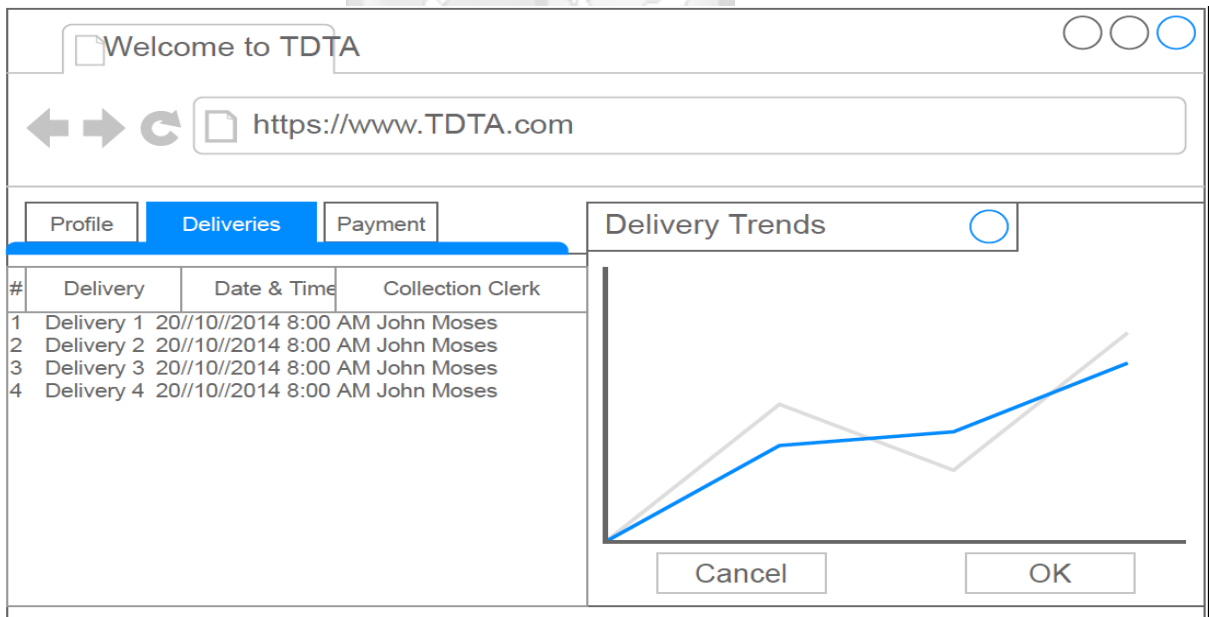 Welcome to TDTA
https://www.TDTA.com
Profile Deliveries Payment
# Delivery Date & Time Collection Clerk
1 Delivery 1 20//10//2014 8:00 AM John Moses
2 Delivery 2 20//10//2014 8:00 AM John Moses
3 Delivery 3 20//10//2014 8:00 AM John Moses
4 Delivery 4 20//10//2014 8:00 AM John Moses
Delivery Trends
Cancel OK